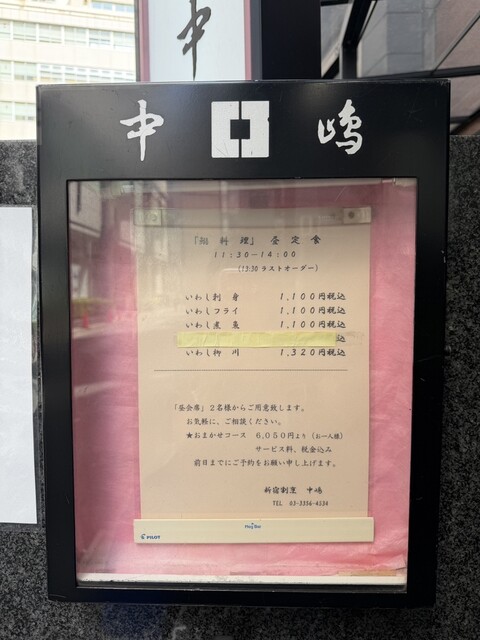 中
中 嶋
「鰯 料 理」 昼 定 食
11:30－14:00
(13:30 ラストオーダー)
いわし刺 身 1,100円税込
いわしフライ 1,100円税込
いわし煮 魚 1,100円税込
込
いわし柳 川 1,320円税込
「昼会席」２名様からご用意致します。
お気軽に、ご相談ください。
★おまかせコース 6,050円より (お一人様)
サービス料、税金込み
前日までにご予約をお願い申し上げます。
新宿割烹 中嶋
TEL 03-3356-4534
PILOT